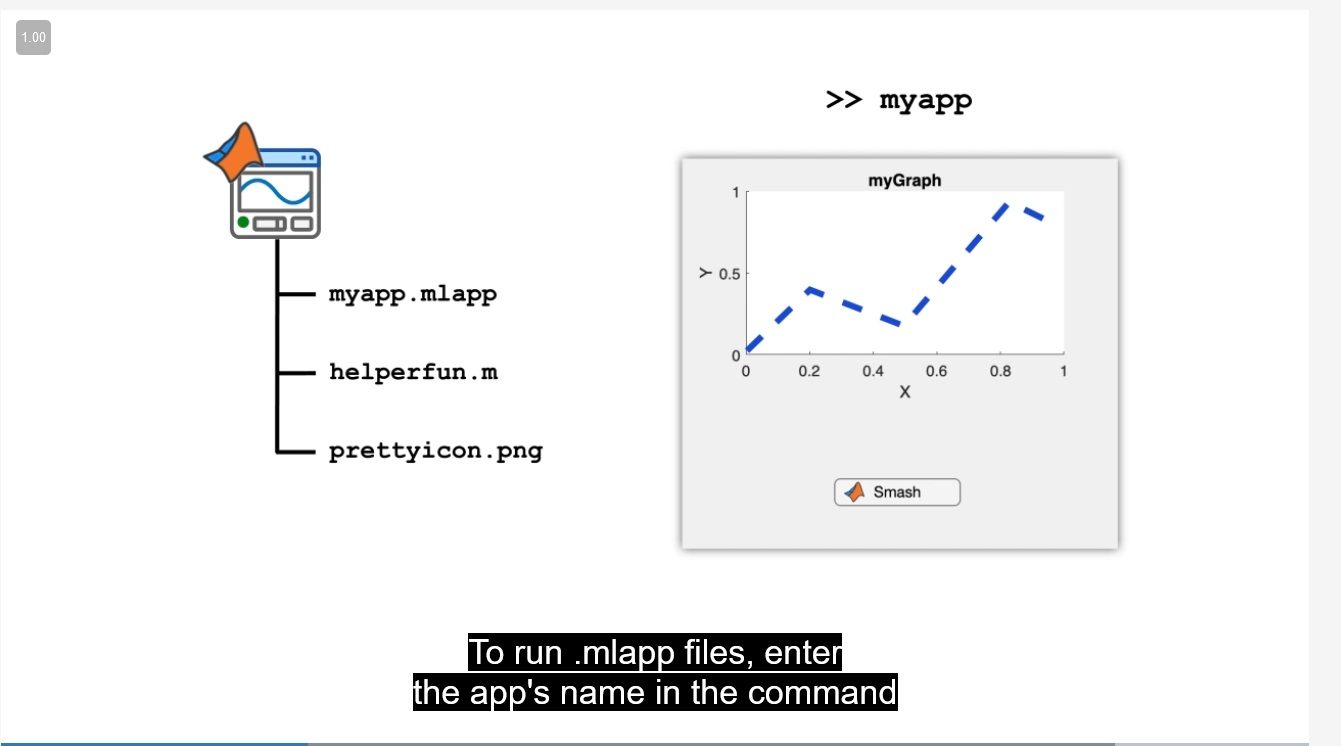 1.00
>> myapp
myapp.mlapp
helperfun.m
prettyicon.png
myGraph
1
0.5
0
Y
0 0.2 0.4 0.6 0.8 1
X
Smash
To run .mlapp files, enter
the app's name in the command